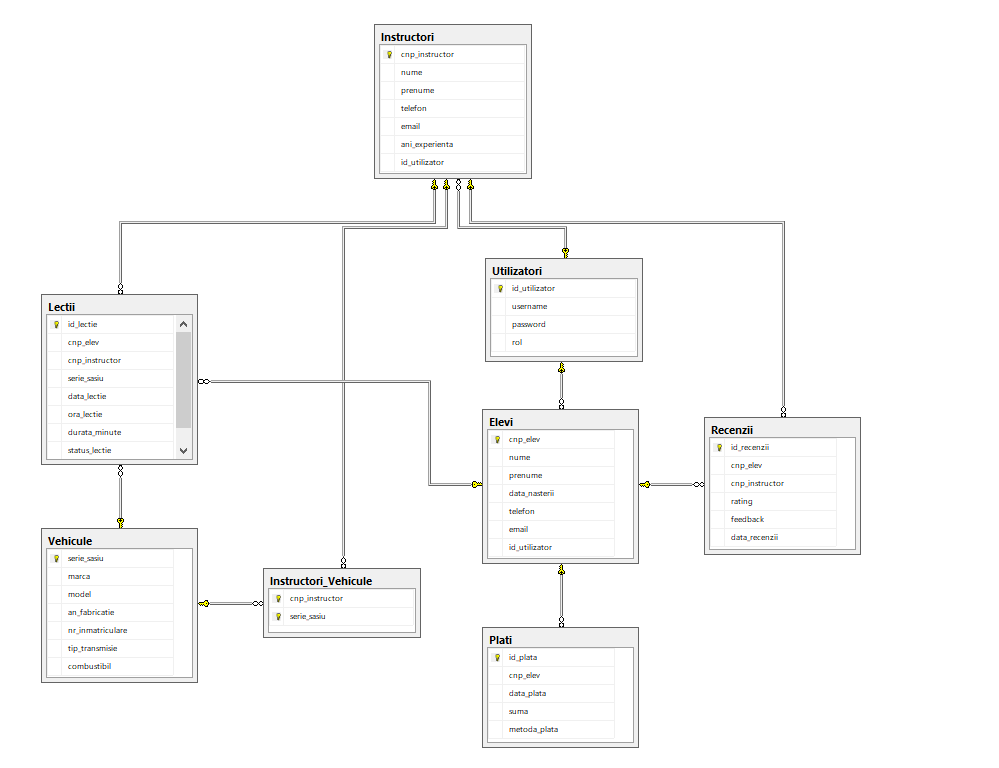 Instructori
cnp_instructor
nume
prenume
telefon
email
ani_experienta
id_utilizator
Utilizatori
id_utilizator
username
password
rol
Lectii
id_lectie
cnp_elev
cnp_instructor
serie_sasiu
data_lectie
ora_lectie
durata_minute
status_lectie
Elevi
cnp_elev
nume
prenume
data_nasterii
telefon
email
id_utilizator
Recenzii
id_recenzii
cnp_elev
cnp_instructor
rating
feedback
data_recenzii
Vehicule
serie_sasiu
marca
model
an_fabricatie
nr_inmatriculare
tip_transmisie
combustibil
Instructori_Vehicule
cnp_instructor
serie_sasiu
Plati
id_plata
cnp_elev
data_plata
suma
metoda_plata